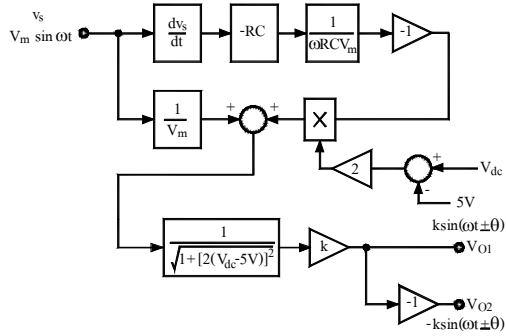 v_s
V_m sin ωt
dv_s
dt
-RC
1
ωRCV_m
-1
1
V_m
+
+
X
2
+
-
V_dc
5V
1
√1+[2(V_dc-5V)]²
k
ksin(ωt±θ)
V_O1
-1
V_O2
-ksin(ωt±θ)